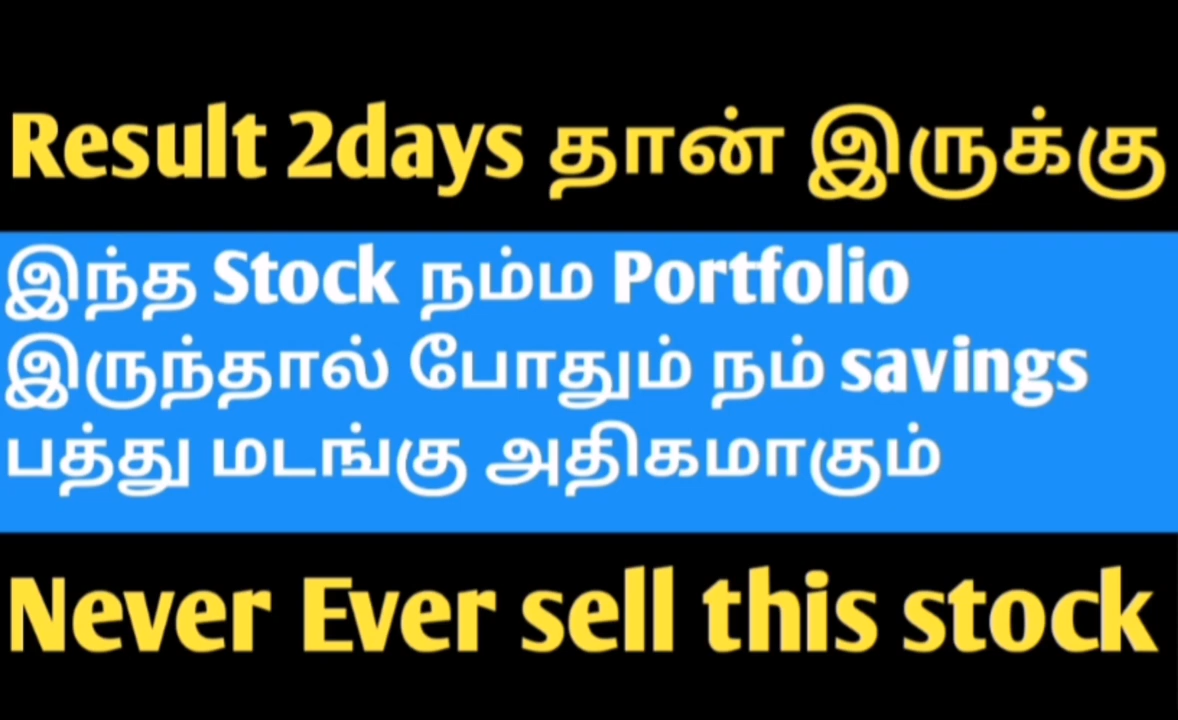 Result 2days தான் இருக்கு
இந்த Stock நம்ம Portfolio
இருந்தால் போதும் நம் savings
பத்து மடங்கு அதிகமாகும்
Never Ever sell this stock